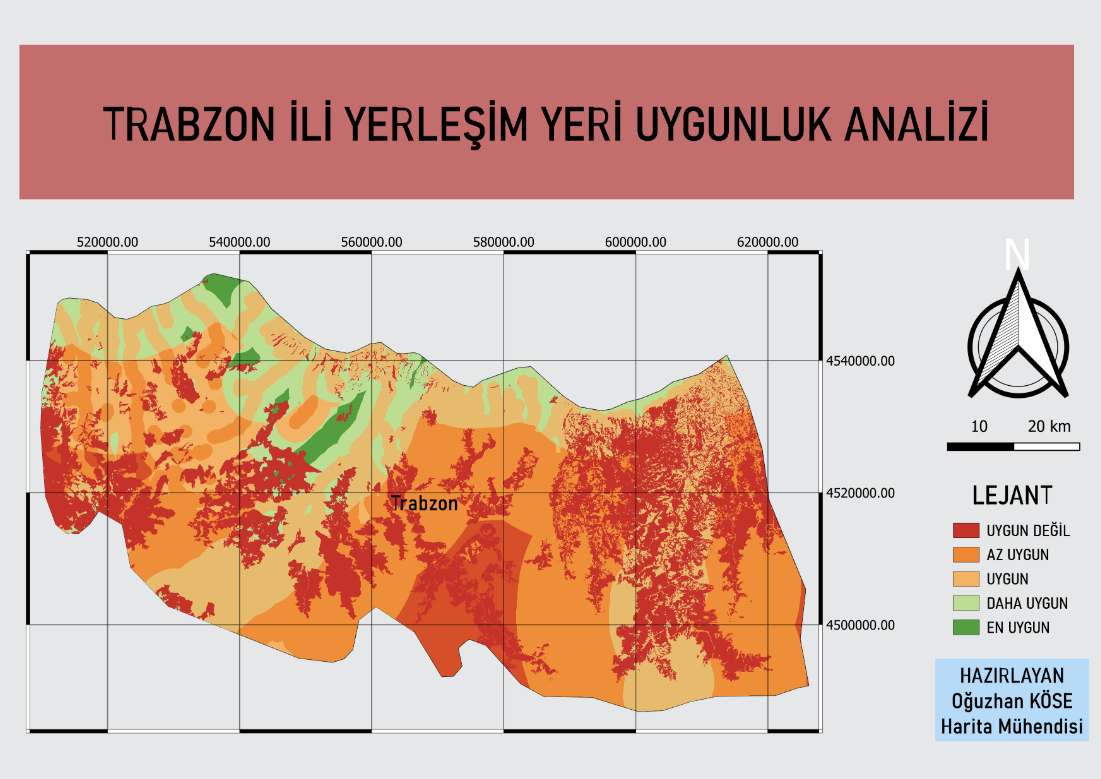 TRABZON İLİ YERLEŞİM YERİ UYGUNLUK ANALİZİ
520000.00 540000.00 560000.00 580000.00 600000.00 620000.00
N
4540000.00
10 20 km
4520000.00
Trabzon
LEJANT
UYGUN DEĞİL
AZ UYGUN
UYGUN
DAHA UYGUN
EN UYGUN
4500000.00
HAZIRLAYAN
Oğuzhan KÖSE
Harita Mühendisi